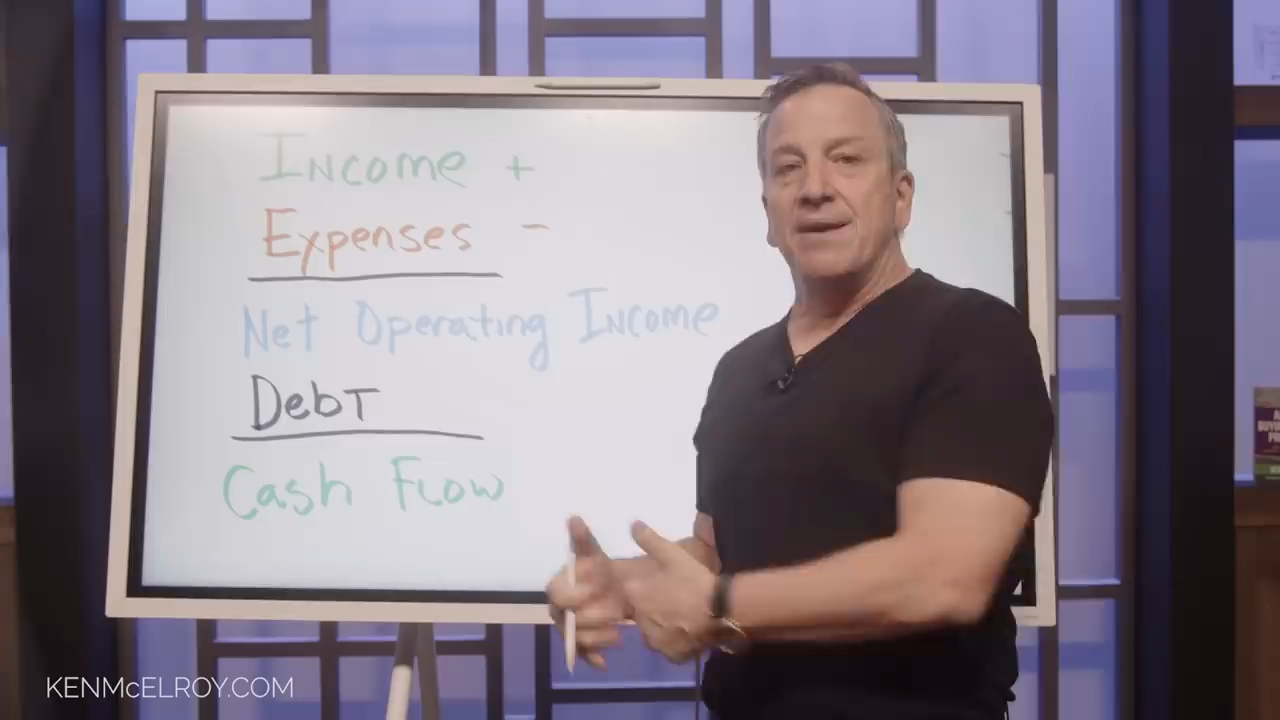 Income +
Expenses -
Net Operating Income
Debt
Cash Flow
KENMcELROY.COM